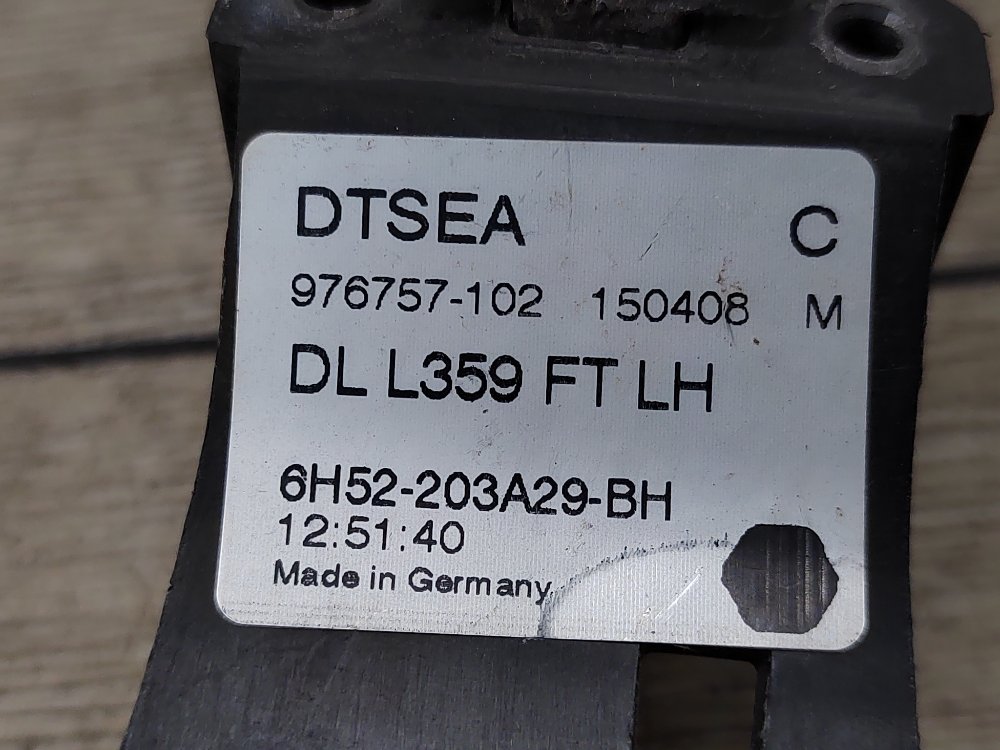 DTSEA C
976757-102 150408 M
DL L359 FT LH
6H52-203A29-BH
12:51:40
Made in Germany